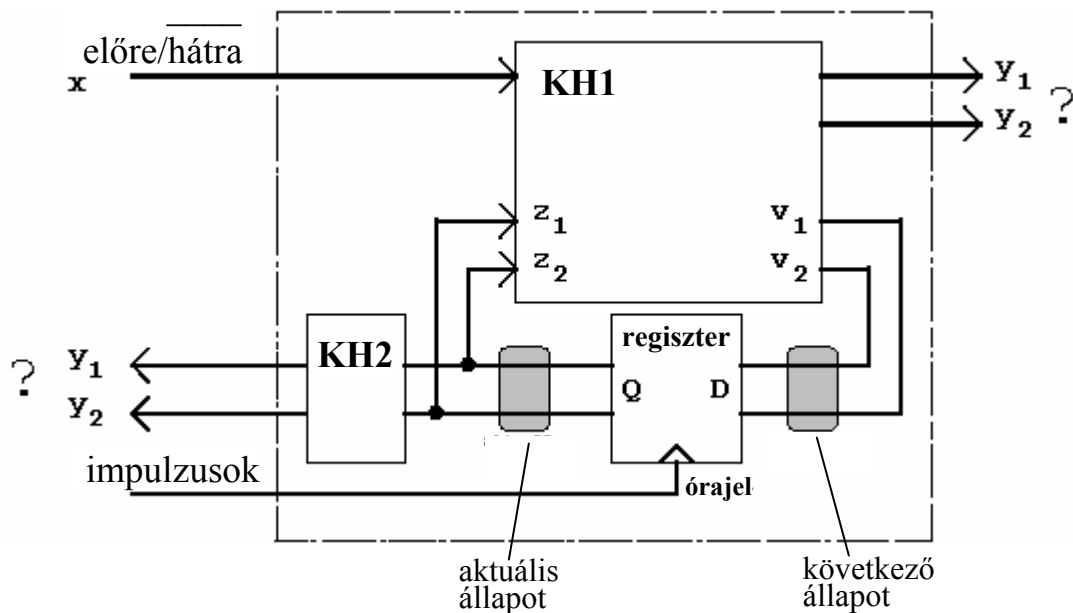 előre/hátra
x
KH1
y1
y2
?
z1
z2
v1
v2
?
y1
y2
KH2
regiszter
Q
D
impulzusok
órajel
aktuális
állapot
következő
állapot